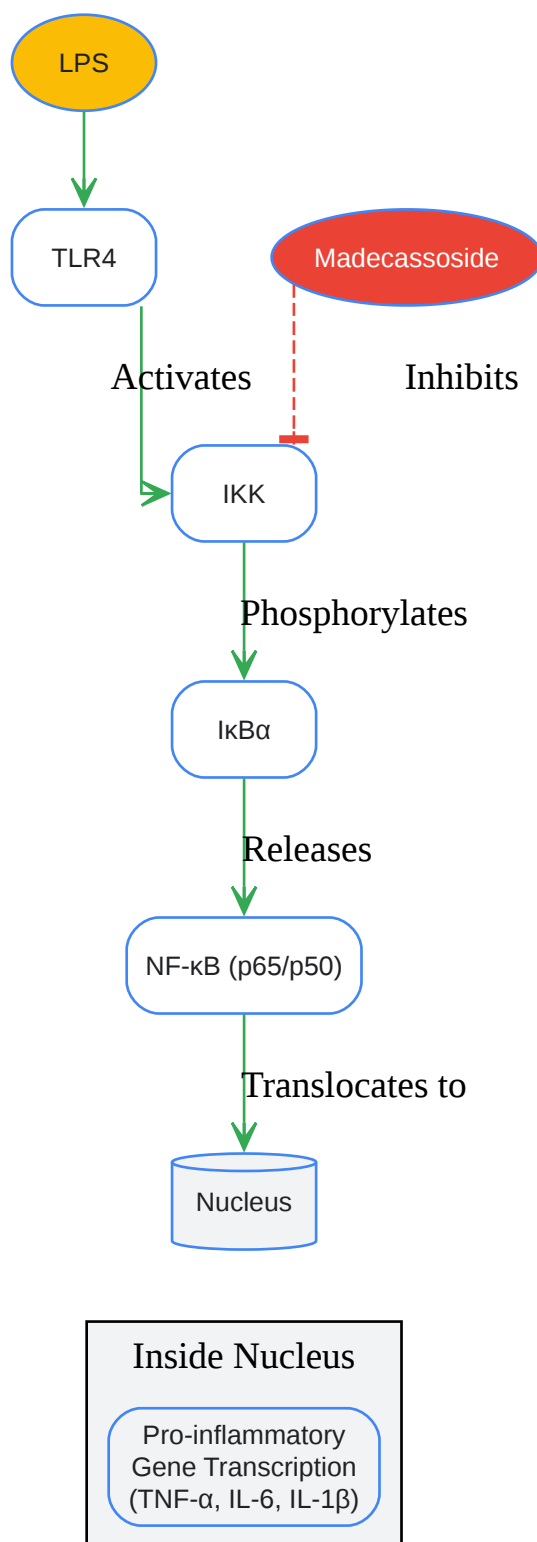 LPS
TLR4
Madecassoside
Activates
Inhibits
IKK
Phosphorylates
IκBα
Releases
NF-κB (p65/p50)
Translocates to
Nucleus
Inside Nucleus
Pro-inflammatory
Gene Transcription
(TNF-α, IL-6, IL-1β)